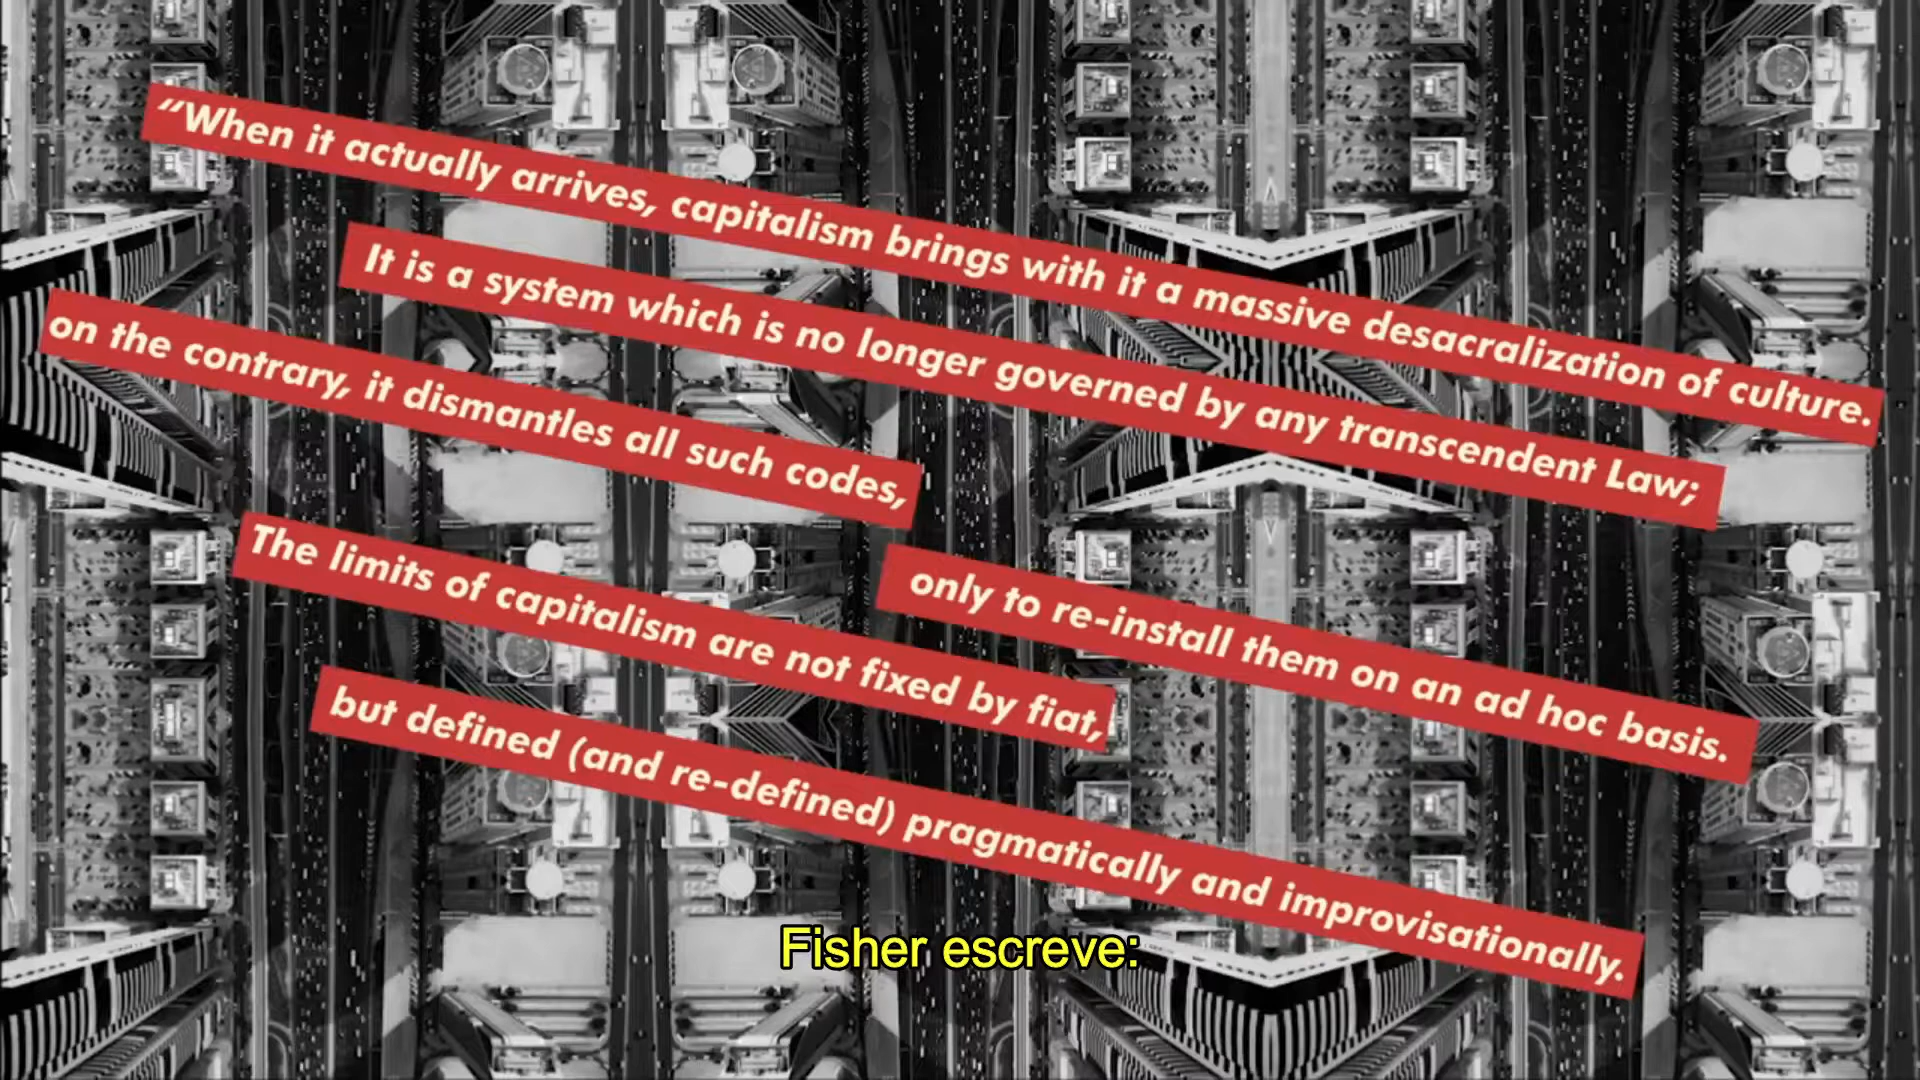 “When it actually arrives, capitalism brings with it a massive desacralization of culture.
It is a system which is no longer governed by any transcendent Law;
on the contrary, it dismantles all such codes,
only to re-install them on an ad hoc basis.
The limits of capitalism are not fixed by fiat,
but defined (and re-defined) pragmatically and improvisationally.
Fisher escreve: